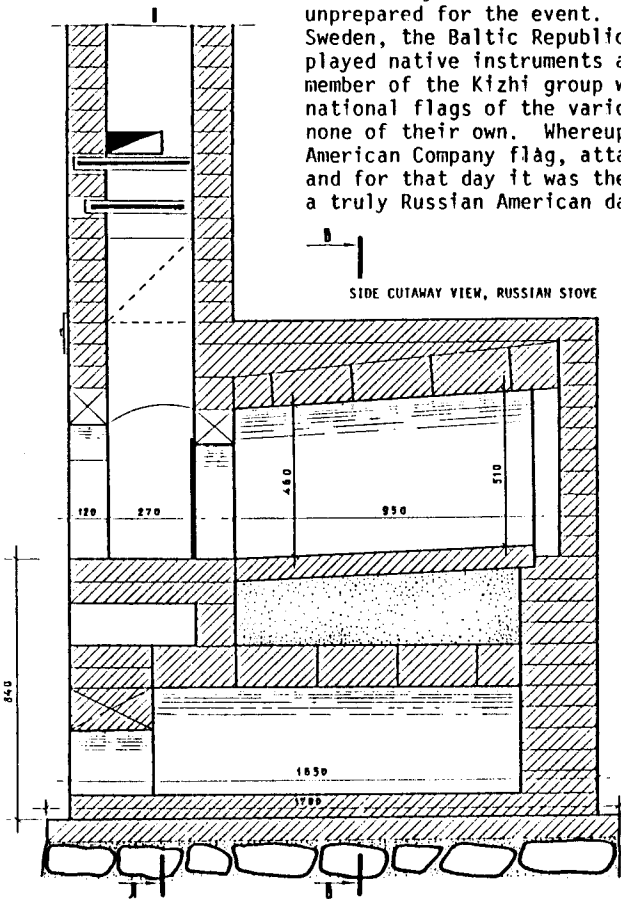 unprepared for the event.
Sweden, the Baltic Republic
played native instruments a
member of the Kizhi group w
national flags of the vario
none of their own. Whereup
American Company flag, atta
and for that day it was the
a truly Russian American da
B
SIDE CUTAWAY VIEW, RUSSIAN STOVE
460
510
120
270
950
840
1650
1700
B